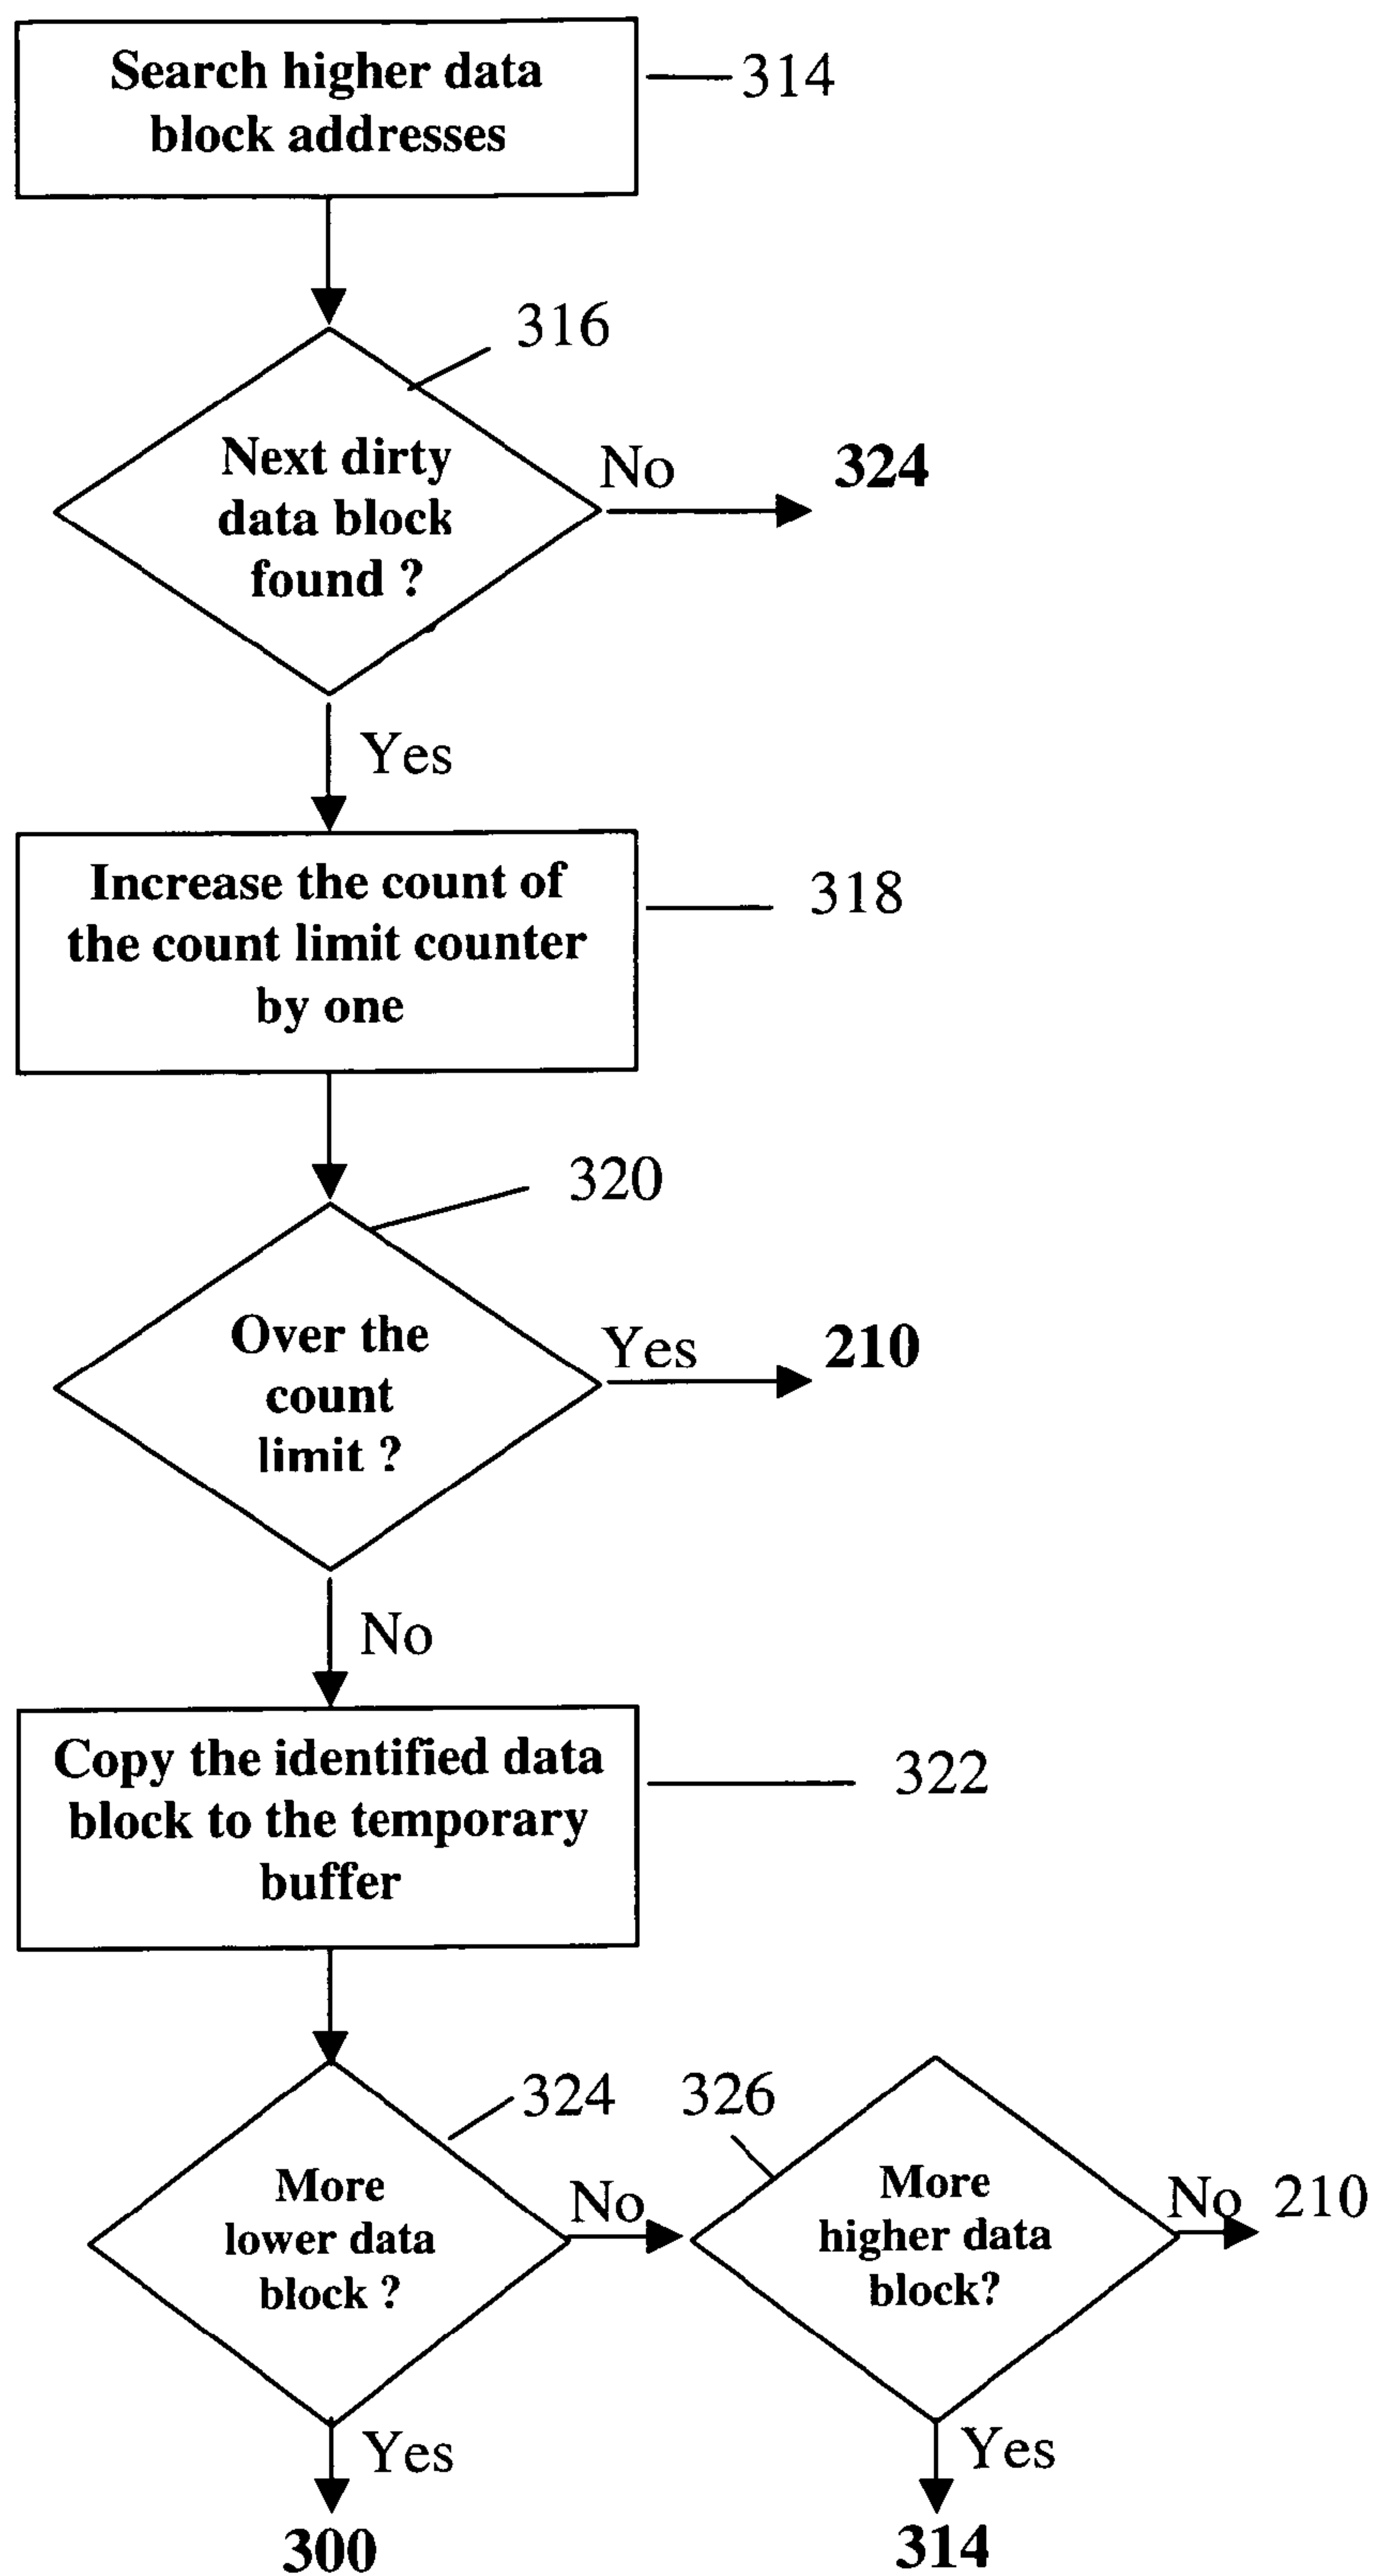 Search higher data
block addresses
314
316
Next dirty
data block
found ?
No
324
Yes
Increase the count of
the count limit counter
by one
318
320
Over the
count
limit ?
Yes
210
No
Copy the identified data
block to the temporary
buffer
322
324
326
More
lower data
block ?
No
More
higher data
block?
No
210
Yes
Yes
300
314